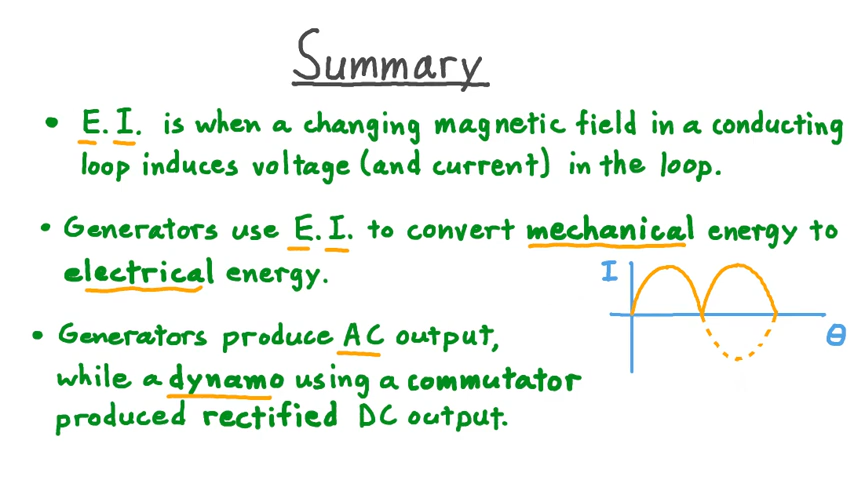 Summary
• E.I. is when a changing magnetic field in a conducting
loop induces voltage (and current) in the loop.
• Generators use E.I. to convert mechanical energy to
electrical energy.
I
θ
• Generators produce AC output,
while a dynamo using a commutator
produced rectified DC output.